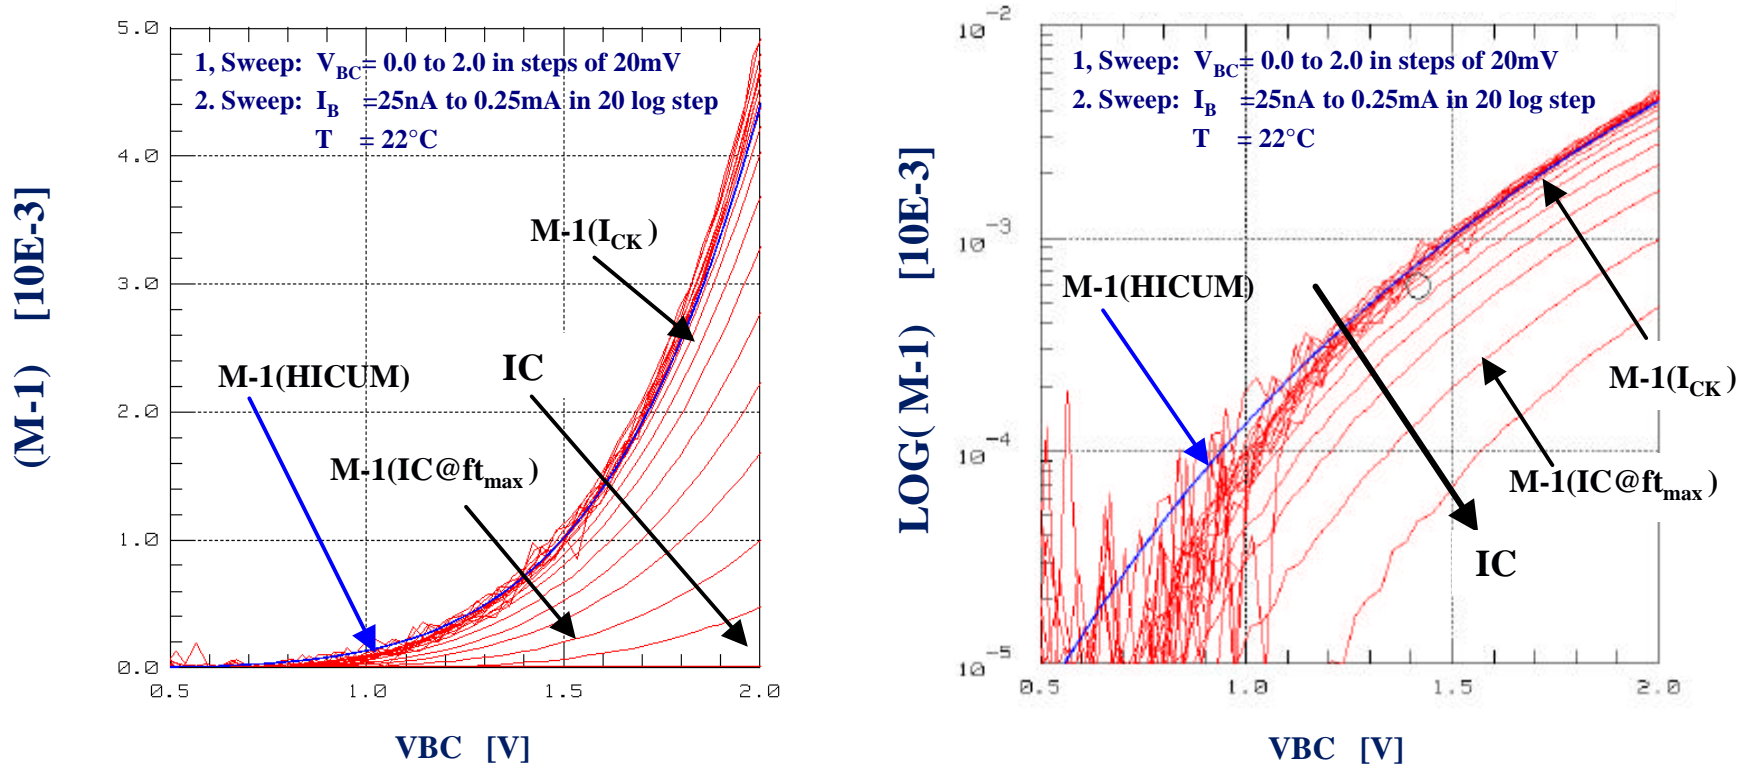 5.0
4.0
3.0
2.0
1.0
0.0
0.5
1.0
1.5
2.0
(M-1) [10E-3]
VBC [V]
1, Sweep: VBC= 0.0 to 2.0 in steps of 20mV
2. Sweep: IB =25nA to 0.25mA in 20 log step
T = 22°C
M-1(ICK )
IC
M-1(HICUM)
M-1(IC@ftmax )
10-2
10-3
10-4
10-5
0.5
1.0
1.5
2.0
LOG( M-1) [10E-3]
VBC [V]
1, Sweep: VBC= 0.0 to 2.0 in steps of 20mV
2. Sweep: IB =25nA to 0.25mA in 20 log step
T = 22°C
M-1(HICUM)
M-1(ICK )
M-1(IC@ftmax )
IC